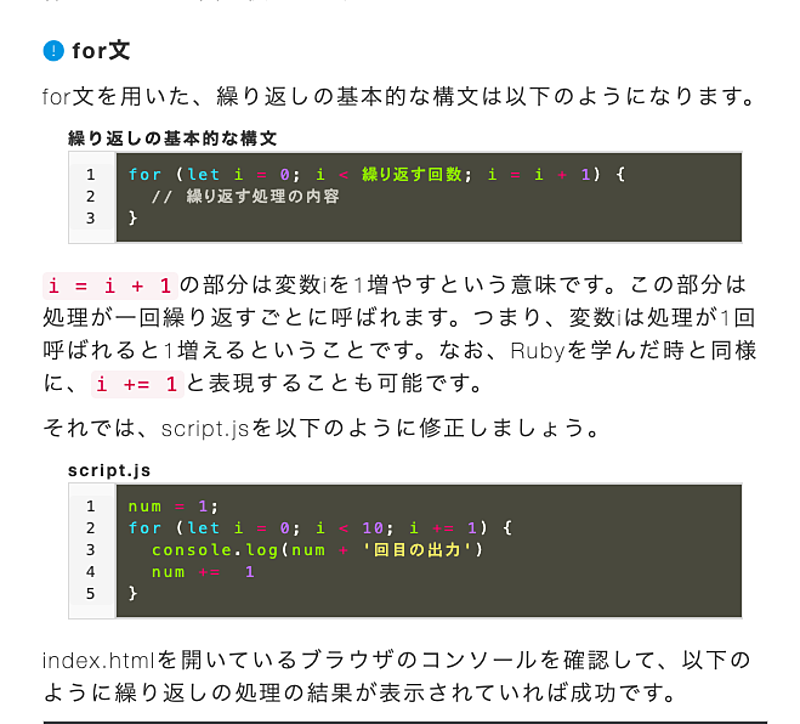 for文
for文を用いた、繰り返しの基本的な構文は以下のようになります。
繰り返しの基本的な構文
1 for (let i = 0; i < 繰り返す回数; i = i + 1) {
2   // 繰り返す処理の内容
3 }
i = i + 1の部分は変数iを1増やすという意味です。この部分は
処理が一回繰り返すごとに呼ばれます。つまり、変数iは処理が1回
呼ばれると1増えるということです。なお、Rubyを学んだ時と同様
に、i += 1と表現することも可能です。
それでは、script.jsを以下のように修正しましょう。
script.js
1 num = 1;
2 for (let i = 0; i < 10; i += 1) {
3   console.log(num + '回目の出力')
4   num +=  1
5 }
index.htmlを開いているブラウザのコンソールを確認して、以下の
ように繰り返しの処理の結果が表示されていれば成功です。